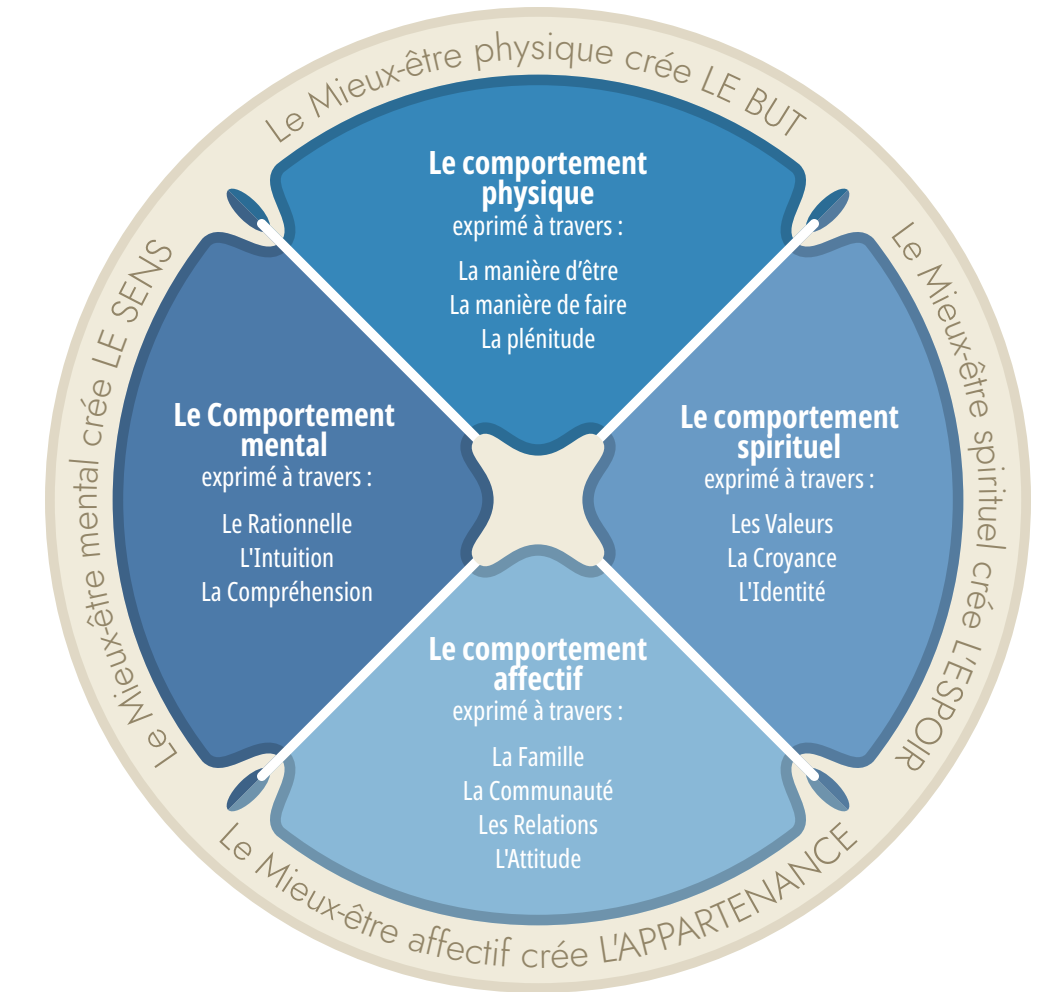 Le Mieux-être physique crée LE BUT
Le comportement
physique
exprimé à travers :
La manière d’être
La manière de faire
La plénitude
Le Mieux-être mental crée LE SENS
Le Comportement
mental
exprimé à travers :
Le Rationnelle
L'Intuition
La Compréhension
Le comportement
spirituel
exprimé à travers :
Les Valeurs
La Croyance
L'Identité
Le Mieux-être spirituel crée L'ESPOIR
Le comportement
affectif
exprimé à travers :
La Famille
La Communauté
Les Relations
L'Attitude
Le Mieux-être affectif crée L'APPARTENANCE